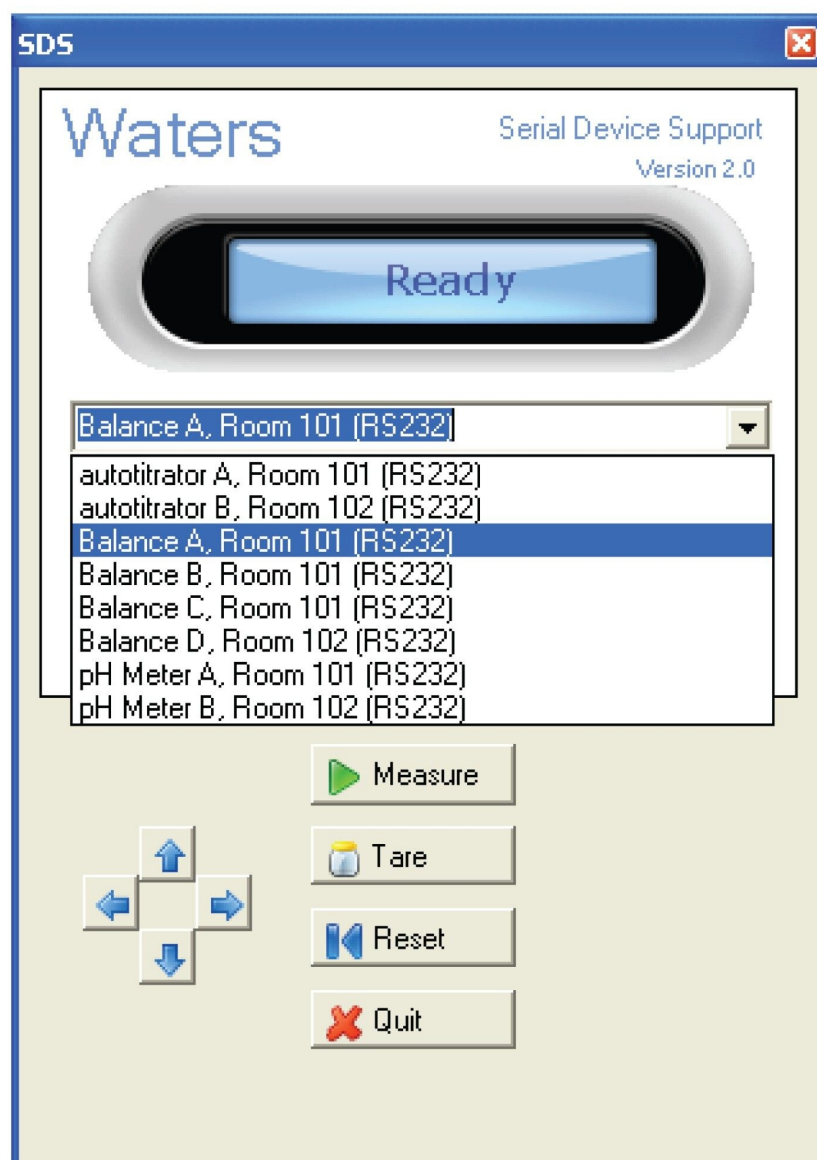 SDS
Waters
Serial Device Support
Version 2.0
Ready
Balance A, Room 101 (RS232)
autotitrator A, Room 101 (RS232)
autotitrator B, Room 102 (RS232)
Balance A, Room 101 (RS232)
Balance B, Room 101 (RS232)
Balance C, Room 101 (RS232)
Balance D, Room 102 (RS232)
pH Meter A, Room 101 (RS232)
pH Meter B, Room 102 (RS232)
Measure
Tare
Reset
Quit